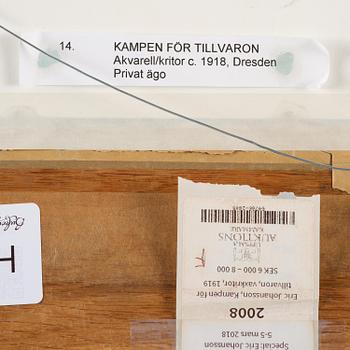 14. KAMPEN FÖR TILLVARON
Akvarell/kritor c. 1918, Dresden
Privat ägo
H
Special: Eric Johansson
5-5 mars 2018
2008
Eric Johansson, Kampen för
tillvaron, vaxkritor, 1919
SEK 6 000 - 8 000
UPPSALA
AUKTIONS
KAMMARE